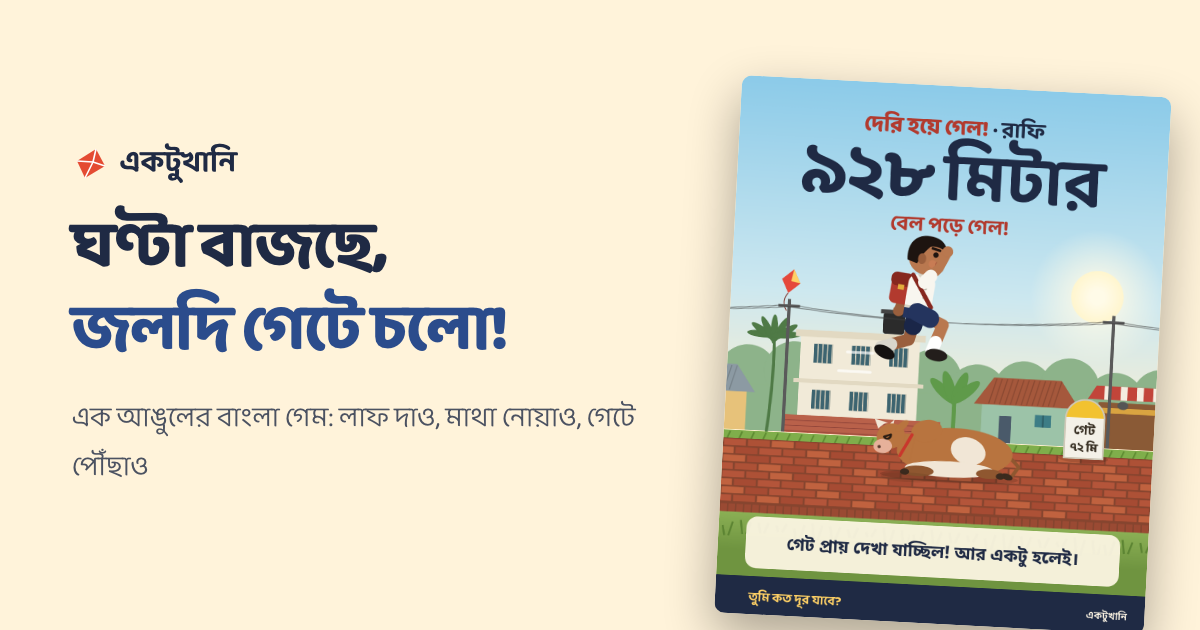 একটুখানি
ঘণ্টা বাজছে,
জলদি গেটে চলো!
এক আঙুলের বাংলা গেম: লাফ দাও, মাথা নোয়াও, গেটে
পৌঁছাও
দেরি হয়ে গেল! · রাফি
৯২৮ মিটার
বেল পড়ে গেল!
গেট
৭২ মি
গেট প্রায় দেখা যাচ্ছিল! আর একটু হলেই।
তুমি কত দূর যাবে?
একটুখানি